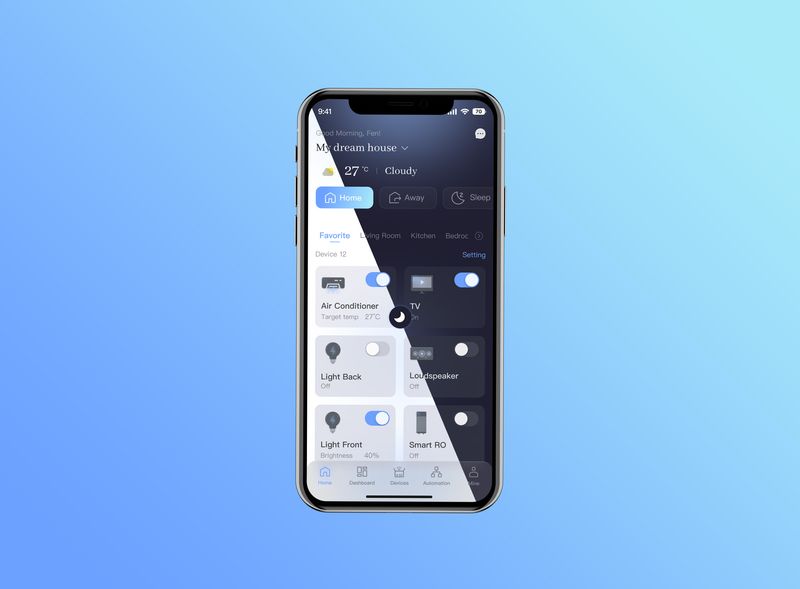 9:41 70
Good Morning, Fen!
My dream house
27 °C | Cloudy
Home Away Sleep
Favorite Living Room Kitchen Bedroc
Device 12 Setting
Air Conditioner TV
Target temp 27°C On
Light Back Loudspeaker
Off Off
Light Front Smart RO
Brightness 40% Off
Home Dashboard Devices Automation Mine